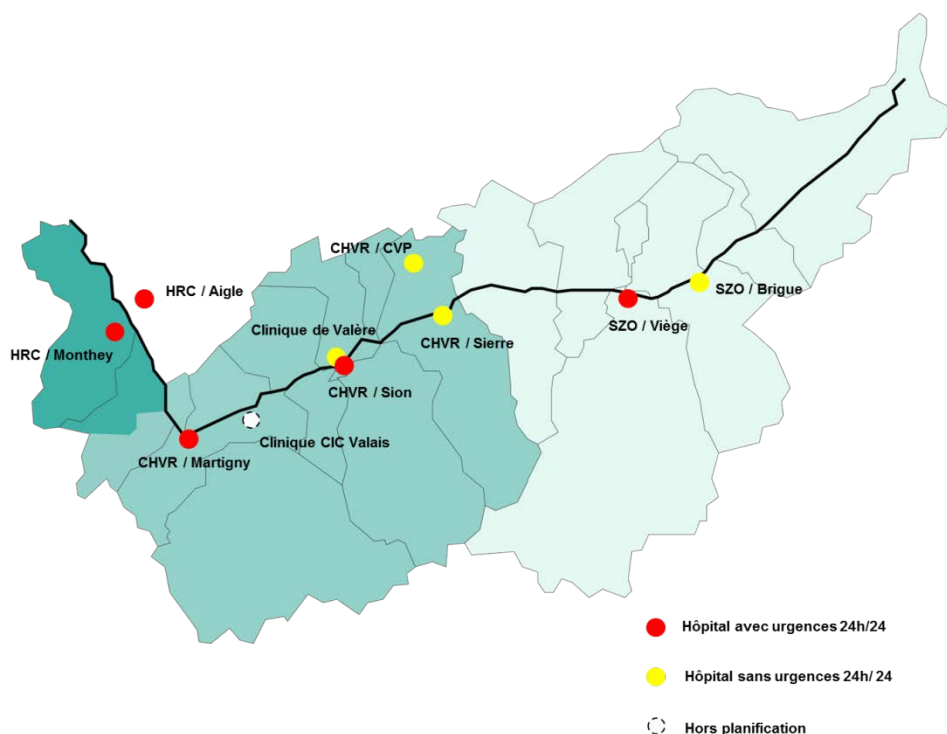 CHVR / CVP
HRC / Aigle
SZO / Brigue
Clinique de Valère
SZO / Viège
CHVR / Sierre
HRC / Monthey
CHVR / Sion
Clinique CIC Valais
CHVR / Martigny
Hôpital avec urgences 24h/24
Hôpital sans urgences 24h/ 24
Hors planification